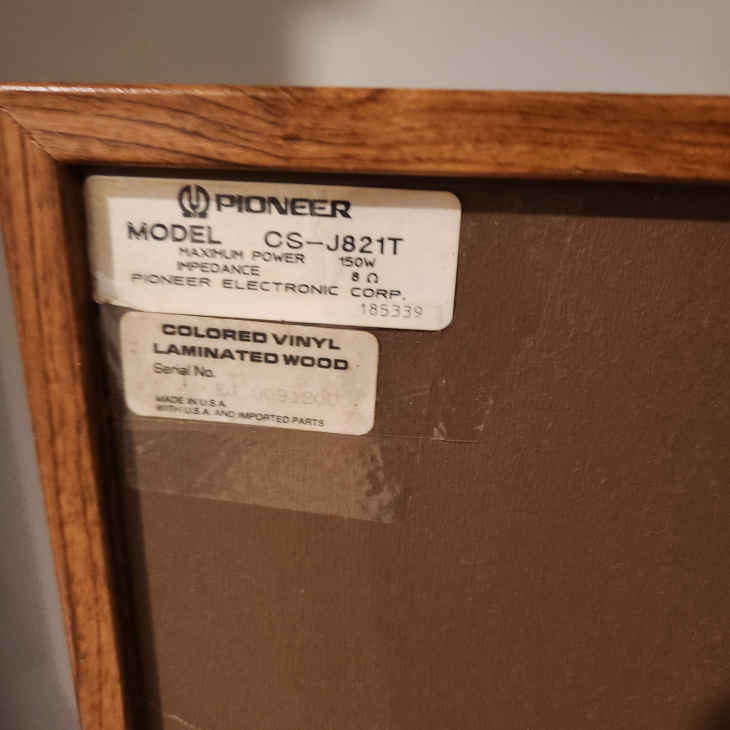 PIONEER
MODEL CS-J821T
MAXIMUM POWER 150W
IMPEDANCE 8 Ω
PIONEER ELECTRONIC CORP.
185339
COLORED VINYL
LAMINATED WOOD
Serial No.
MADE IN U.S.A.
WITH U.S.A. AND IMPORTED PARTS